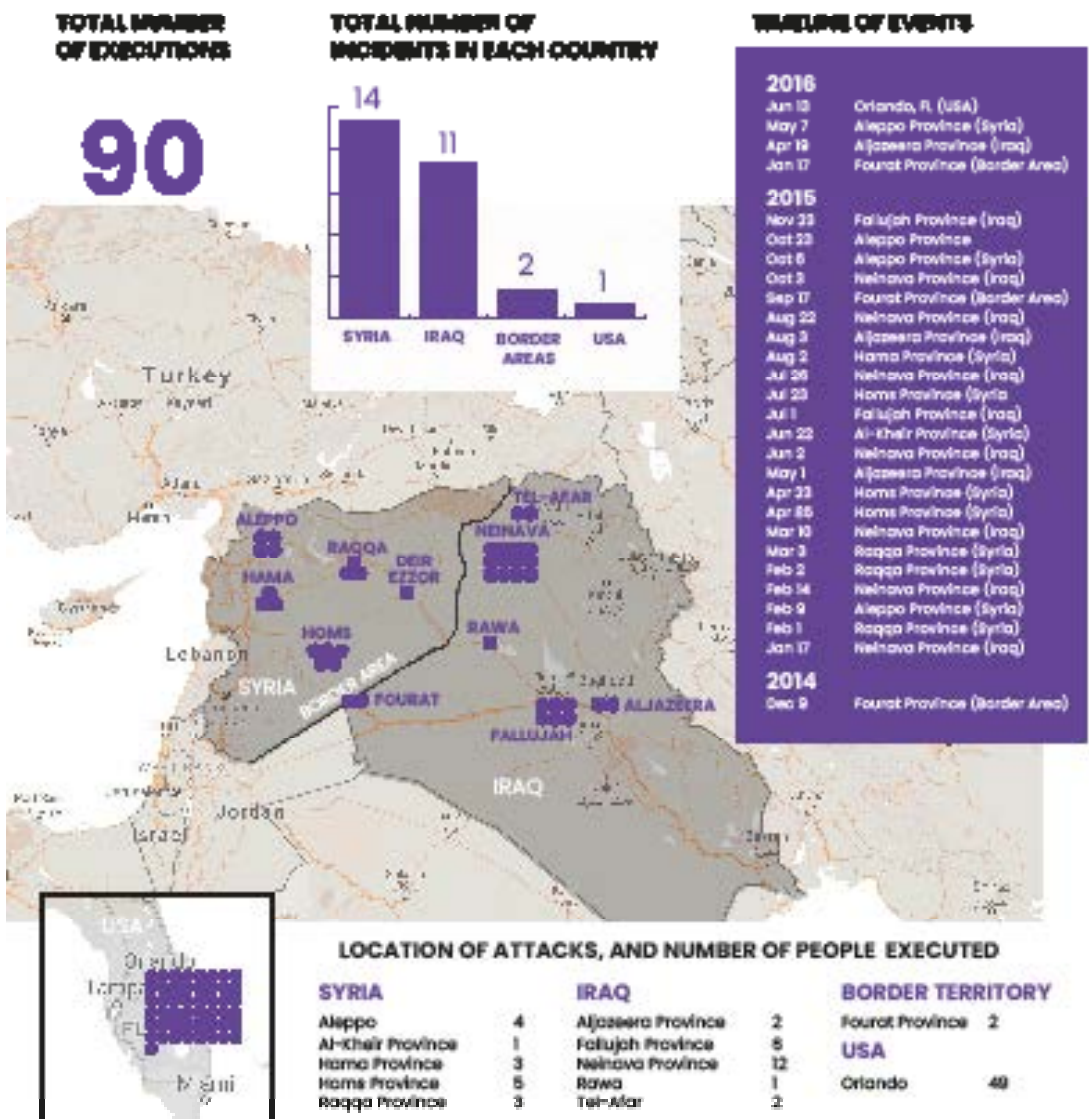 TOTAL NUMBER
OF EXECUTIONS
90
TOTAL NUMBER OF
INCIDENTS IN EACH COUNTRY
14
11
2
1
SYRIA
IRAQ
BORDER
AREAS
USA
TIMELINE OF EVENTS
2016
Jun 13 Orlando, FL (USA)
May 7 Aleppo Province (Syria)
Apr 19 Aljazeera Province (Iraq)
Jan 17 Fourat Province (Border Area)
2015
Nov 23 Fallujah Province (Iraq)
Oct 23 Aleppo Province
Oct 6 Aleppo Province (Syria)
Oct 3 Neinava Province (Iraq)
Sep 17 Fourat Province (Border Area)
Aug 22 Neinava Province (Iraq)
Aug 3 Aljazeera Province (Iraq)
Aug 2 Hama Province (Syria)
Jul 26 Neinava Province (Iraq)
Jul 23 Homs Province (Syria
Jul 1 Fallujah Province (Iraq)
Jun 22 Al-Kheir Province (Syria)
Jun 2 Neinava Province (Iraq)
May 1 Aljazeera Province (Iraq)
Apr 23 Homs Province (Syria)
Apr Homs Province (Syria)
Mar 10 Neinava Province (Iraq)
Mar 3 Raqqa Province (Syria)
Feb 2 Raqqa Province (Syria)
Feb 14 Neinava Province (Iraq)
Feb 9 Aleppo Province (Syria)
Feb 1 Raqqa Province (Syria)
Jan 17 Neinava Province (Iraq)
2014
Dec 9 Fourat Province (Border Area)
Turkey
TEL-AFAR
ALEPPO
NEINAVA
RAQQA
DEIR
EZZOR
HAMA
HOMS
RAWA
Lebanon
SYRIA
BORDER AREA
FOURAT
ALJAZEERA
FALLUJAH
IRAQ
Jordan
Israel
USA
Orlando
Tampa
FL
Miami
LOCATION OF ATTACKS, AND NUMBER OF PEOPLE EXECUTED
SYRIA
Aleppo 4
Al-Kheir Province 1
Hama Province 3
Homs Province 5
Raqqa Province 3
IRAQ
Aljazeera Province 2
Fallujah Province 6
Neinava Province 12
Rawa 1
Tel-Afar 2
BORDER TERRITORY
Fourat Province 2
USA
Orlando 49